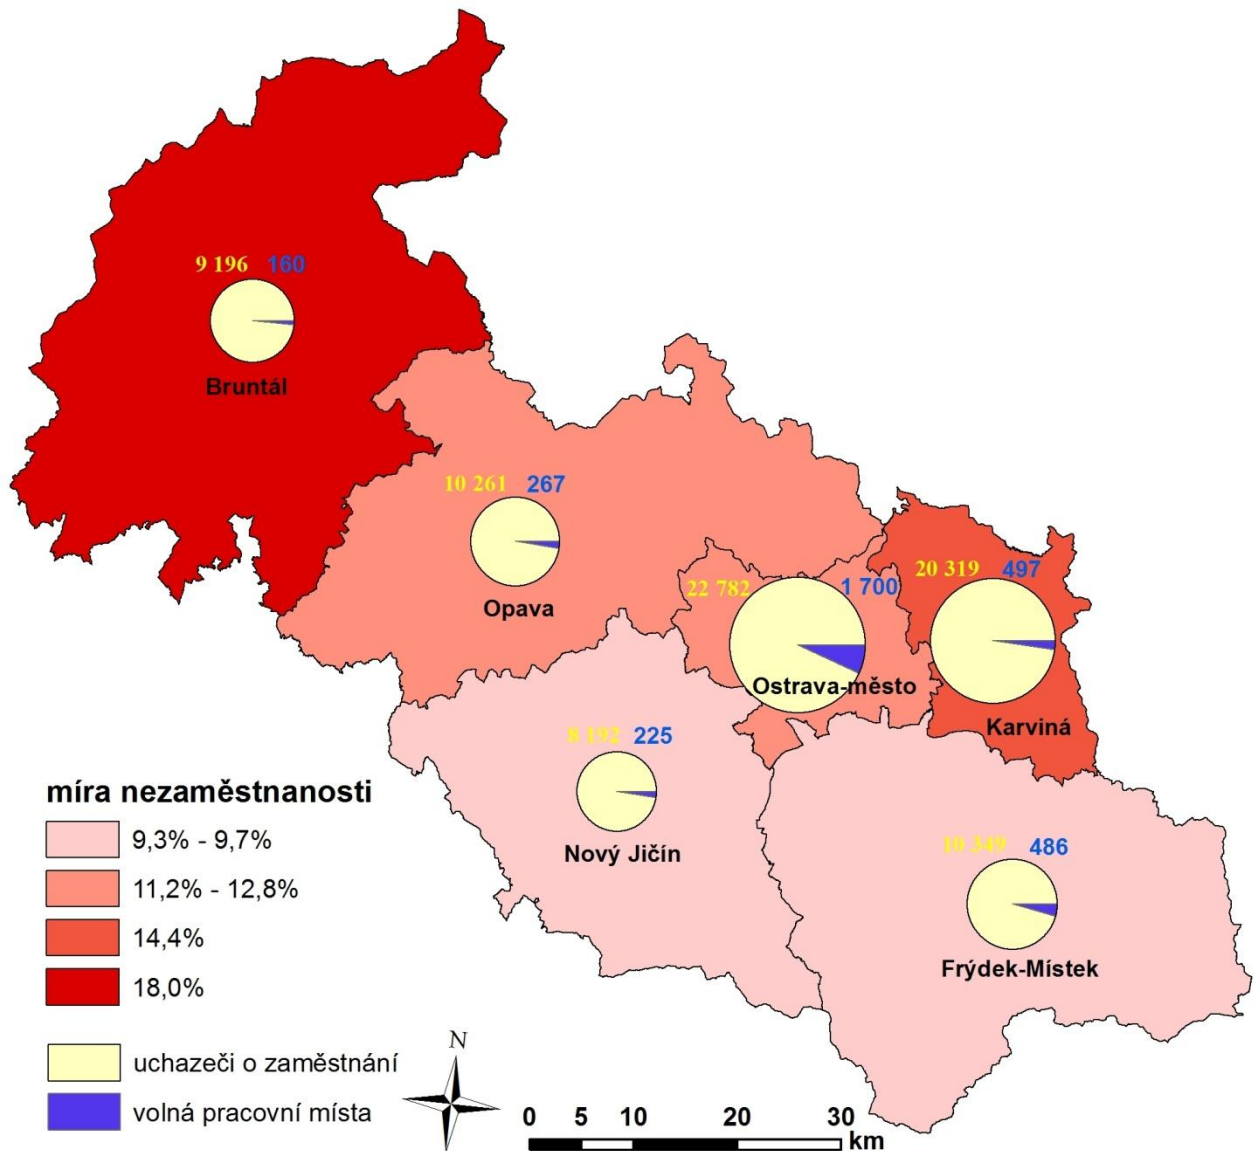 9 196 160
Bruntál
10 261 267
Opava
22 782 1 700
Ostrava-město
20 319 497
Karviná
8 192 225
Nový Jičín
10 349 486
Frýdek-Místek
míra nezaměstnanosti
9,3% - 9,7%
11,2% - 12,8%
14,4%
18,0%
uchazeči o zaměstnání
volná pracovní místa
N
0 5 10 20 30
km